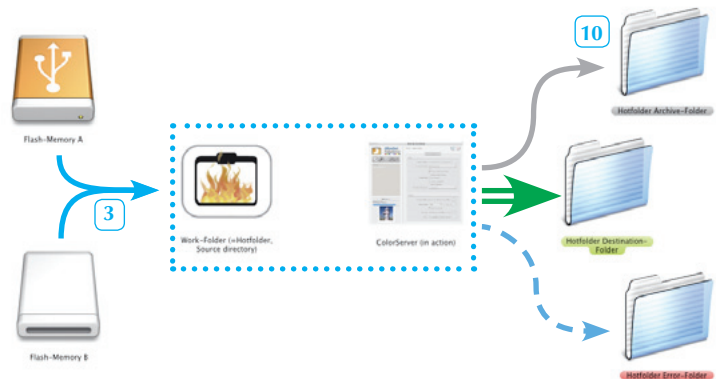 10
Hotfolder Archive-Folder
Flash-Memory A
3
Work-Folder (=Hotfolder,
Source directory)
ColorServer (in action)
Hotfolder Destination-
Folder
Flash-Memory B
Hotfolder Error-Folder